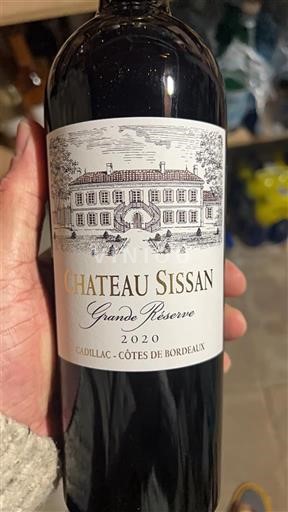 CHATEAU SISSAN
Grande Réserve
2020
CADILLAC - CÔTES DE BORDEAUX